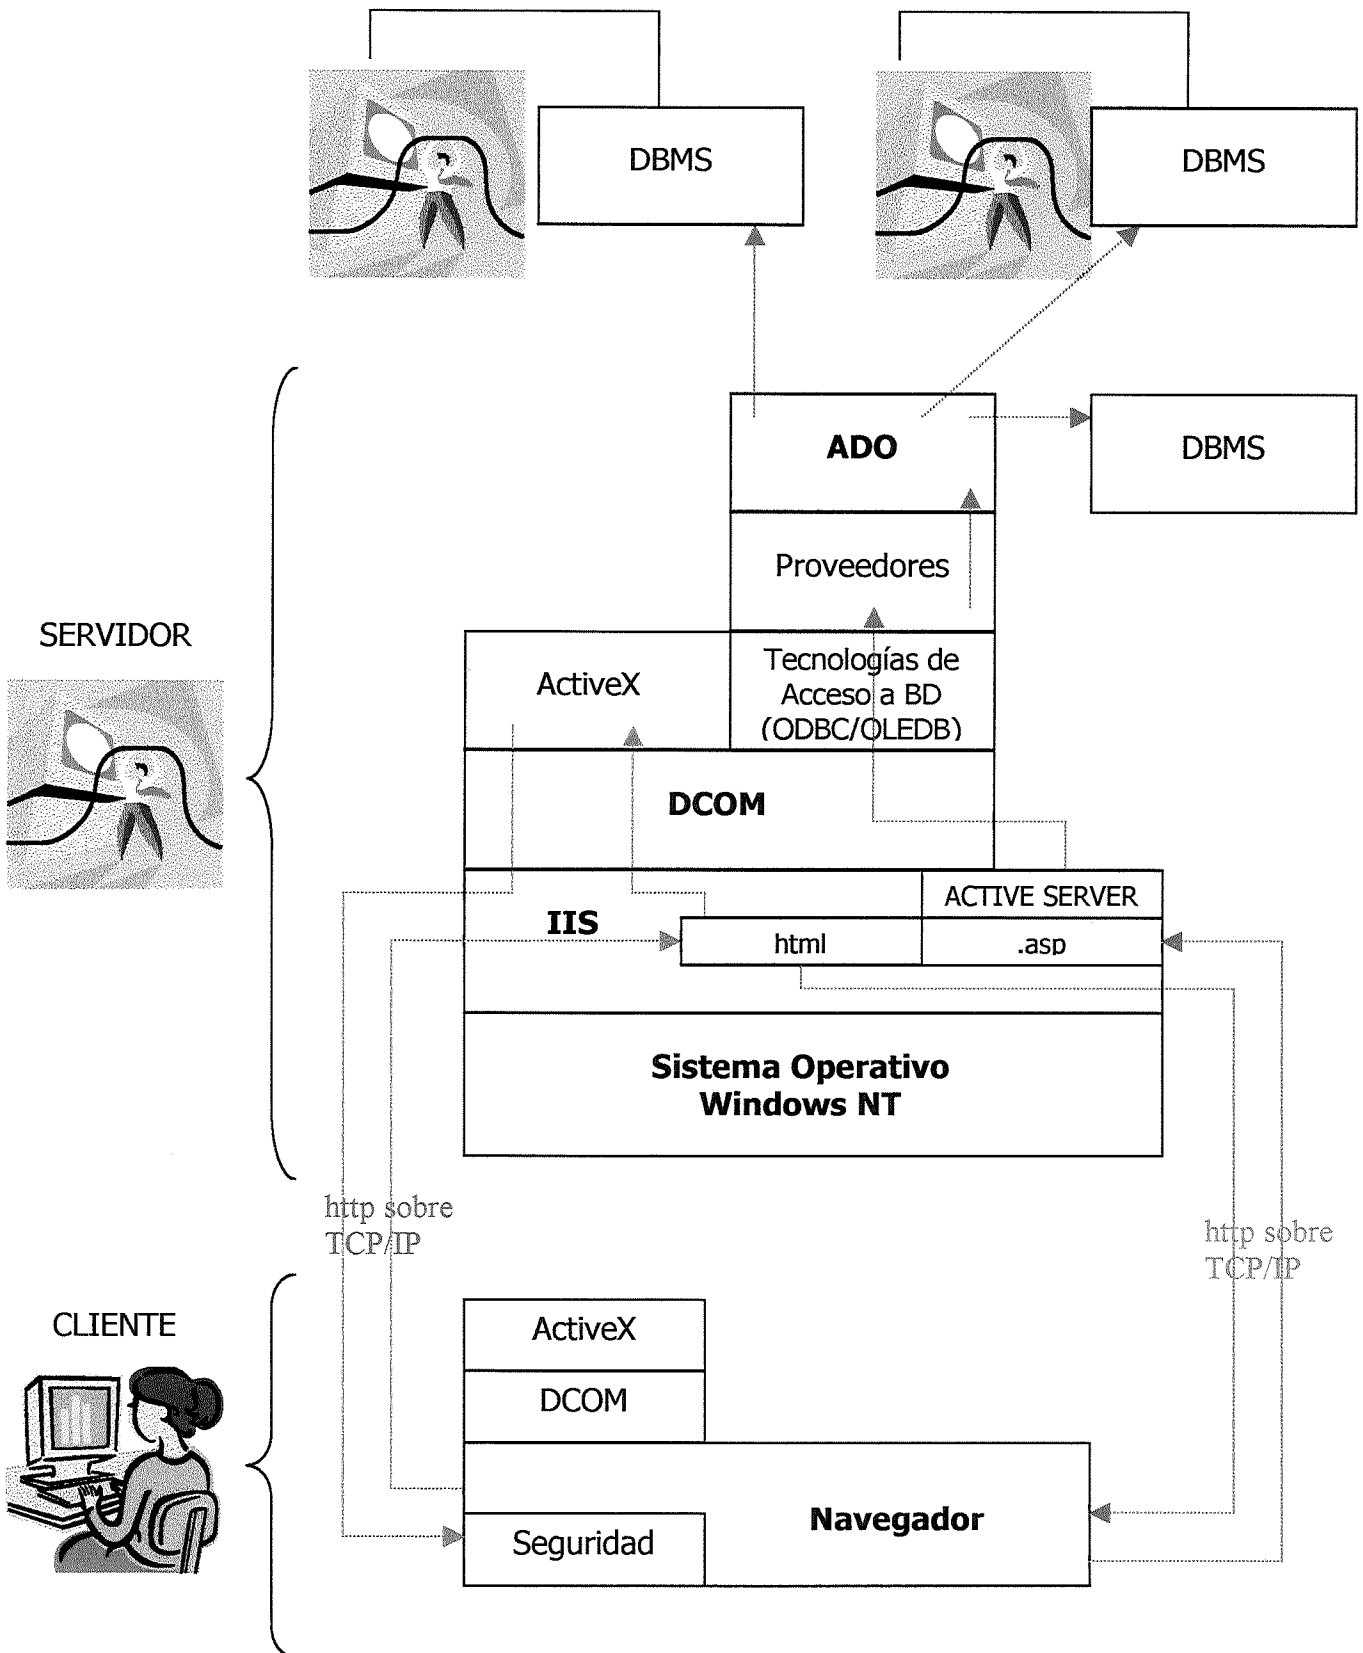 DBMS
DBMS
ADO
DBMS
Proveedores
SERVIDOR
ActiveX
Tecnologías de
Acceso a BD
(ODBC/OLEDB)
DCOM
ACTIVE SERVER
IIS
html
.asp
Sistema Operativo
Windows NT
http sobre
TCP/IP
http sobre
TCP/IP
CLIENTE
ActiveX
DCOM
Navegador
Seguridad